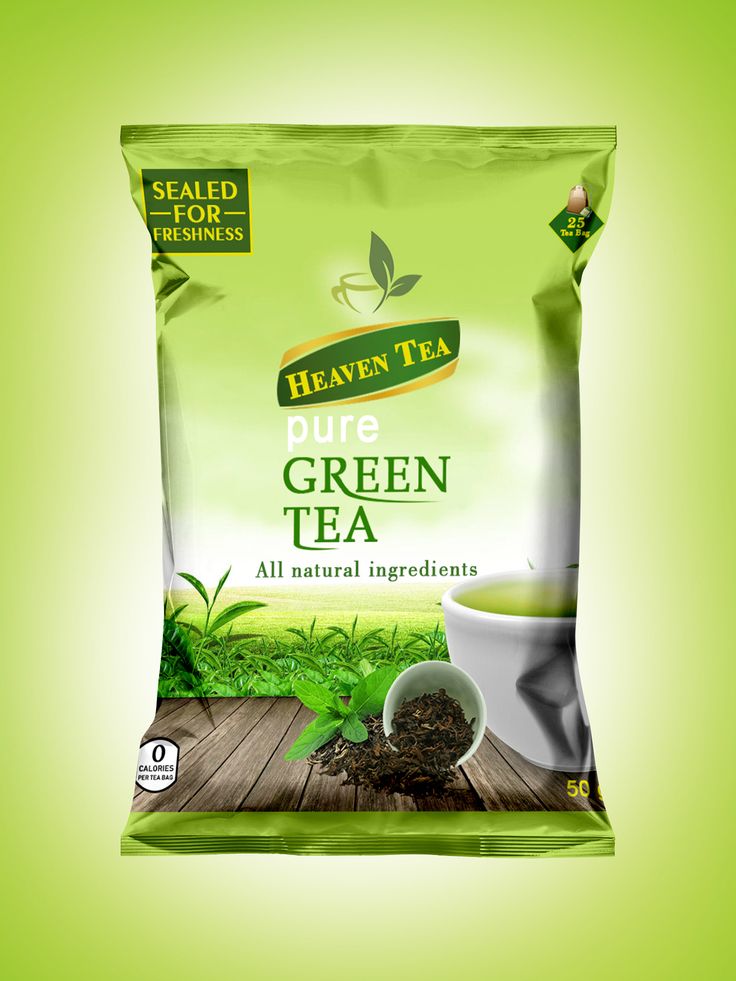 SEALED
FOR
FRESHNESS
25
Tea Bag
HEAVEN TEA
pure
GREEN
TEA
All natural ingredients
0
CALORIES
PER TEA BAG
50